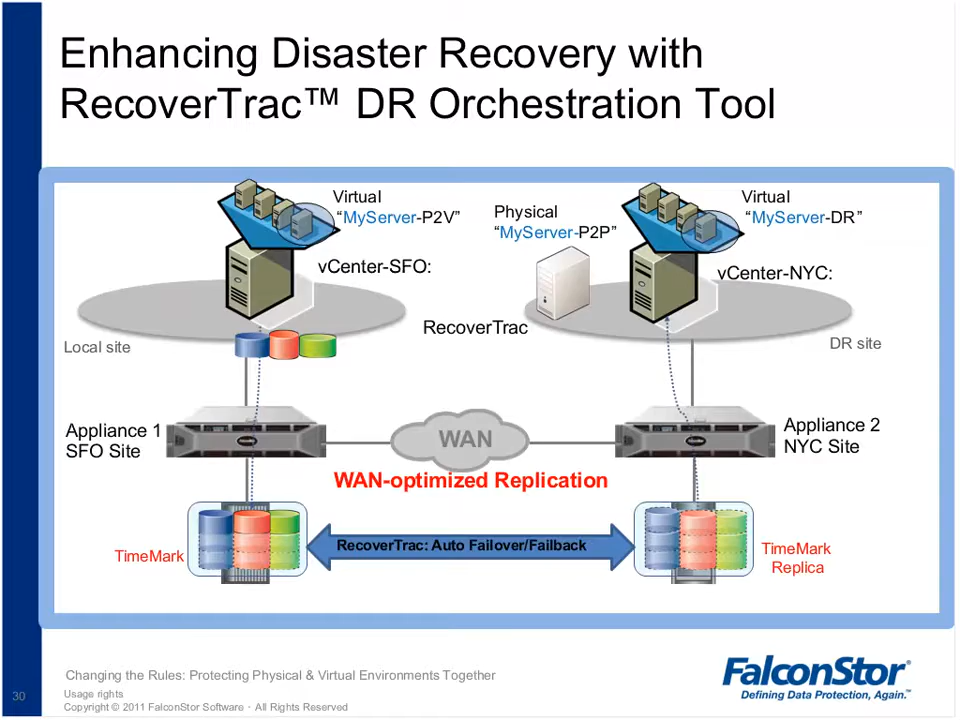 Enhancing Disaster Recovery with
RecoverTrac™ DR Orchestration Tool
Virtual
“MyServer-P2V”
Physical
“MyServer-P2P”
Virtual
“MyServer-DR”
vCenter-SFO:
vCenter-NYC:
RecoverTrac
Local site
DR site
Appliance 1
SFO Site
WAN
Appliance 2
NYC Site
WAN-optimized Replication
TimeMark
RecoverTrac: Auto Failover/Failback
TimeMark
Replica
Changing the Rules: Protecting Physical & Virtual Environments Together
30
Usage rights
Copyright © 2011 FalconStor Software · All Rights Reserved
FalconStor®
Defining Data Protection, Again.™